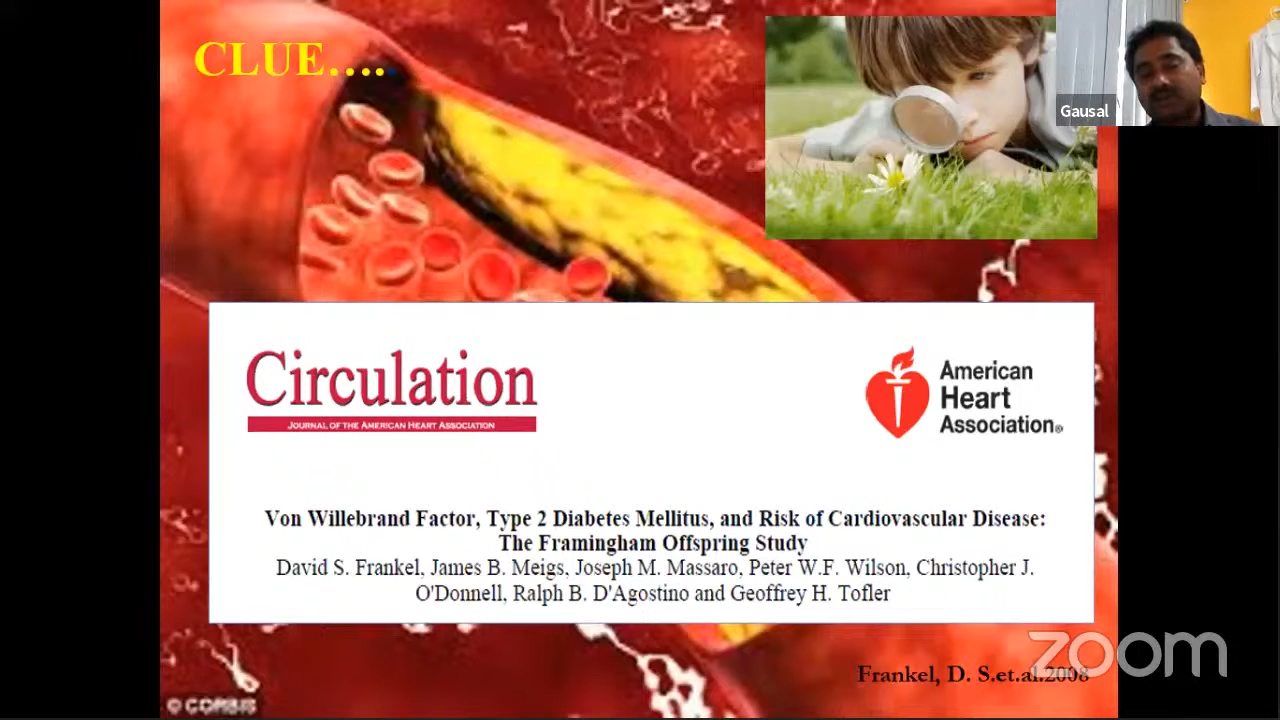 CLUE....
Gausal
Circulation
JOURNAL OF THE AMERICAN HEART ASSOCIATION
American
Heart
Association®
Von Willebrand Factor, Type 2 Diabetes Mellitus, and Risk of Cardiovascular Disease:
The Framingham Offspring Study
David S. Frankel, James B. Meigs, Joseph M. Massaro, Peter W.F. Wilson, Christopher J.
O'Donnell, Ralph B. D'Agostino and Geoffrey H. Tofler
Frankel, D. S.et.al.2008
zoom
© CORBIS